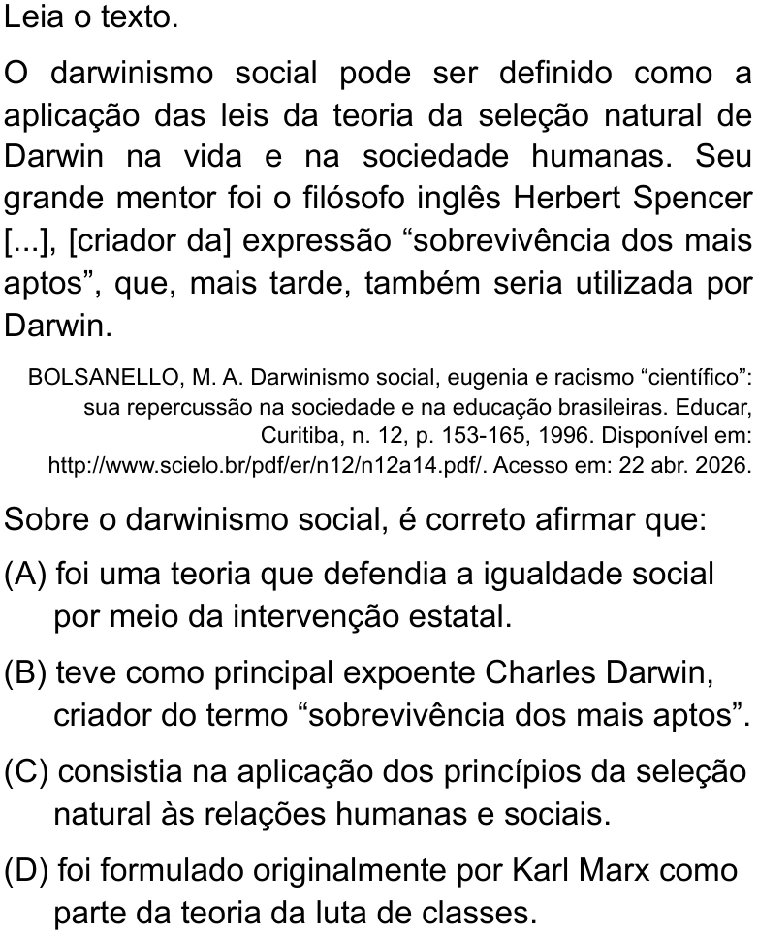 Leia o texto.
O darwinismo social pode ser definido como a
aplicação das leis da teoria da seleção natural de
Darwin na vida e na sociedade humanas. Seu
grande mentor foi o filósofo inglês Herbert Spencer
[...], [criador da] expressão “sobrevivência dos mais
aptos”, que, mais tarde, também seria utilizada por
Darwin.
BOLSANELLO, M. A. Darwinismo social, eugenia e racismo “científico”:
sua repercussão na sociedade e na educação brasileiras. Educar,
Curitiba, n. 12, p. 153-165, 1996. Disponível em:
http://www.scielo.br/pdf/er/n12/n12a14.pdf/. Acesso em: 22 abr. 2026.
Sobre o darwinismo social, é correto afirmar que:
(A) foi uma teoria que defendia a igualdade social
por meio da intervenção estatal.
(B) teve como principal expoente Charles Darwin,
criador do termo “sobrevivência dos mais aptos”.
(C) consistia na aplicação dos princípios da seleção
natural às relações humanas e sociais.
(D) foi formulado originalmente por Karl Marx como
parte da teoria da luta de classes.